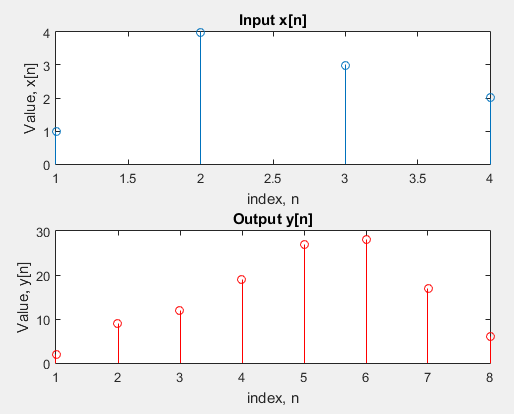 Input x[n]
4
3
2
1
0
Value, x[n]
1 1.5 2 2.5 3 3.5 4
index, n
Output y[n]
30
20
10
0
Value, y[n]
1 2 3 4 5 6 7 8
index, n